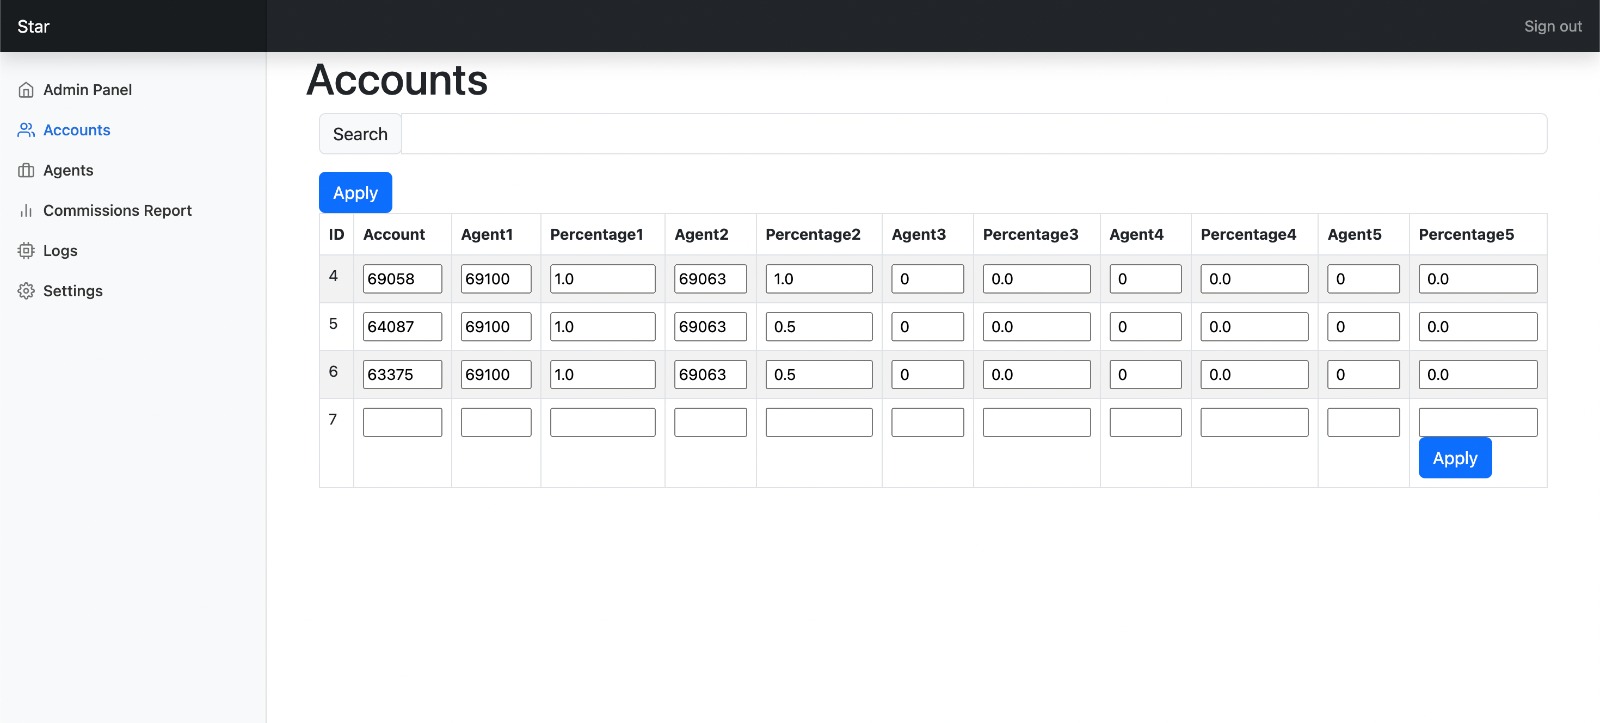 Star
Sign out
Admin Panel
Accounts
Agents
Commissions Report
Logs
Settings
Accounts
Search
Apply
ID Account Agent1 Percentage1 Agent2 Percentage2 Agent3 Percentage3 Agent4 Percentage4 Agent5 Percentage5
4 69058 69100 1.0 69063 1.0 0 0.0 0 0.0 0 0.0
5 64087 69100 1.0 69063 0.5 0 0.0 0 0.0 0 0.0
6 63375 69100 1.0 69063 0.5 0 0.0 0 0.0 0 0.0
7
Apply